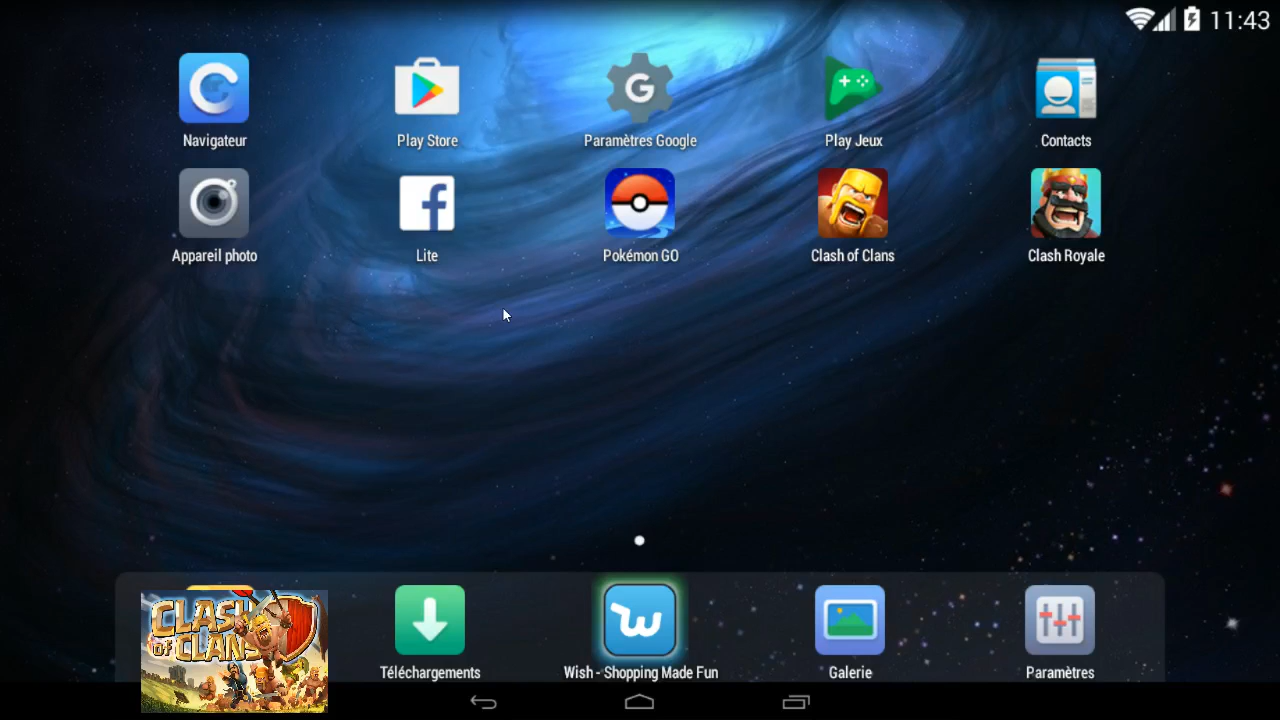 11:43
Navigateur
Play Store
Paramètres Google
Play Jeux
Contacts
Appareil photo
Lite
Pokémon GO
Clash of Clans
Clash Royale
CLASH
OF CLANS
Téléchargements
Wish - Shopping Made Fun
Galerie
Paramètres